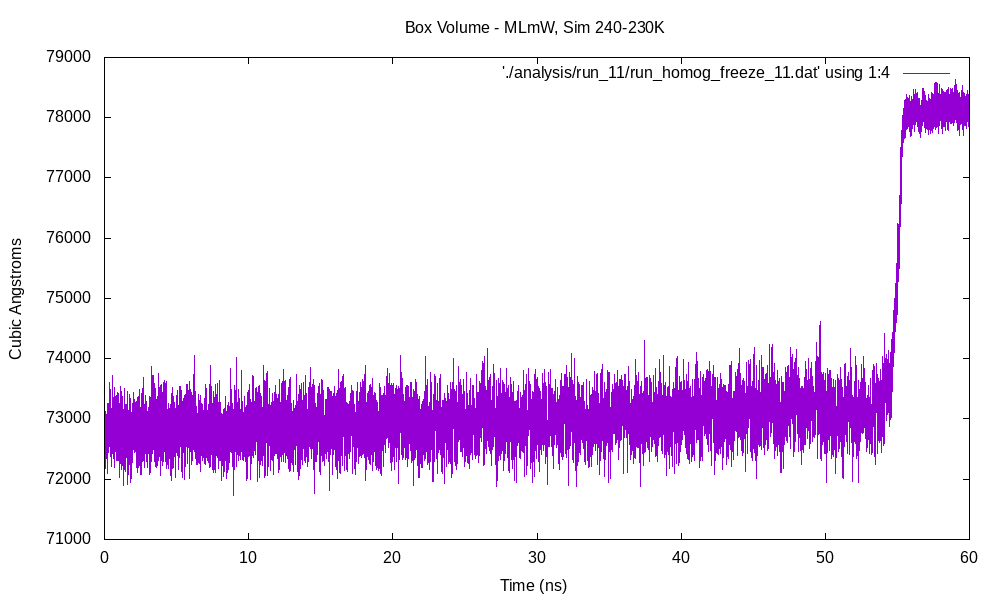 Box Volume - MLmW, Sim 240-230K
'./analysis/run_11/run_homog_freeze_11.dat' using 1:4
79000
78000
77000
76000
75000
74000
73000
72000
71000
Cubic Angstroms
0 10 20 30 40 50 60
Time (ns)